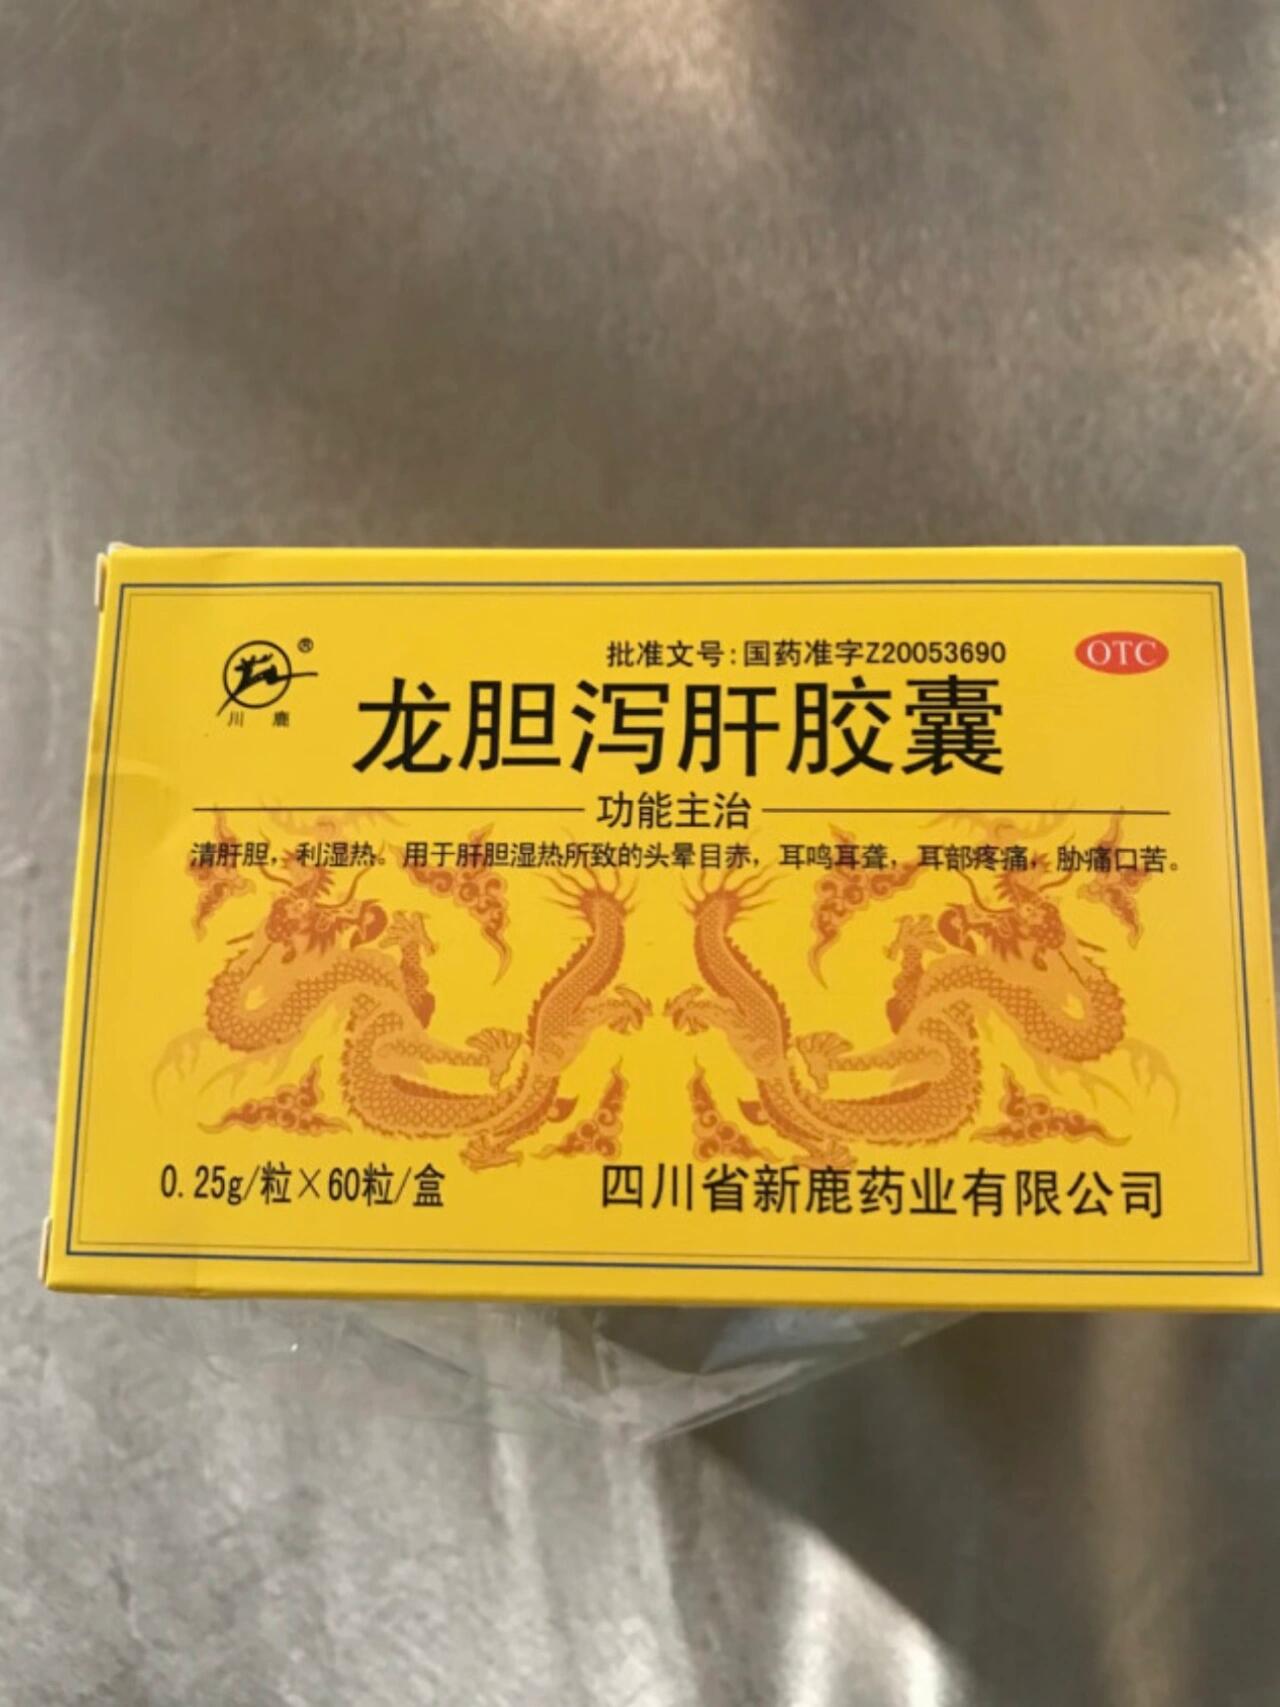 ®
川鹿
批准文号:国药准字Z20053690
OTC
龙胆泻肝胶囊
功能主治
清肝胆，利湿热。用于肝胆湿热所致的头晕目赤，耳鸣耳聋，耳部疼痛，胁痛口苦。
0.25g/粒×60粒/盒
四川省新鹿药业有限公司